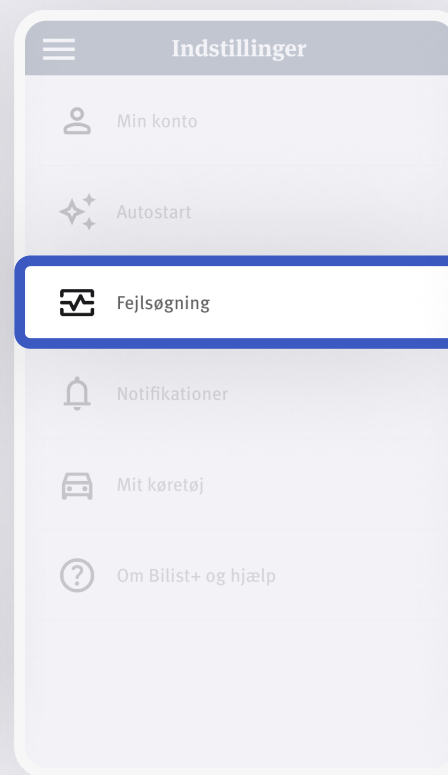 Indstillinger
Min konto
Autostart
Fejlsøgning
Notifikationer
Mit køretøj
Om Bilist+ og hjælp